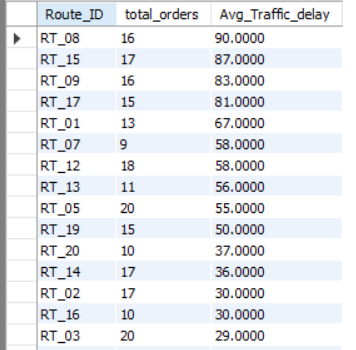 Route_ID total_orders Avg_Traffic_delay
RT_08 16 90.0000
RT_15 17 87.0000
RT_09 16 83.0000
RT_17 15 81.0000
RT_01 13 67.0000
RT_07 9 58.0000
RT_12 18 58.0000
RT_13 11 56.0000
RT_05 20 55.0000
RT_19 15 50.0000
RT_20 10 37.0000
RT_14 17 36.0000
RT_02 17 30.0000
RT_16 10 30.0000
RT_03 20 29.0000